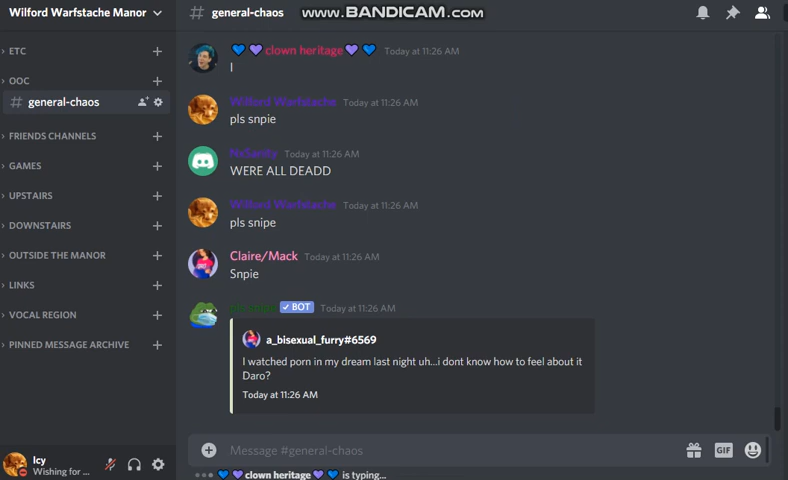 Wilford Warfstache Manor
# general-chaos
www.BANDICAM.com
ETC
OOC
# general-chaos
FRIENDS CHANNELS
GAMES
UPSTAIRS
DOWNSTAIRS
OUTSIDE THE MANOR
LINKS
VOCAL REGION
PINNED MESSAGE ARCHIVE
Icy
Wishing for ...
💙💜clown heritage💜💙 Today at 11:26 AM
I
Wilford Warfstache Today at 11:26 AM
pls snpie
NxSanity Today at 11:26 AM
WERE ALL DEADD
Wilford Warfstache Today at 11:26 AM
pls snipe
Claire/Mack Today at 11:26 AM
Snpie
pls snipe ✓ BOT Today at 11:26 AM
a_bisexual_furry#6569
I watched porn in my dream last night uh...i dont know how to feel about it
Daro?
Today at 11:26 AM
Message #general-chaos
GIF
💙💜clown heritage💜💙 is typing...